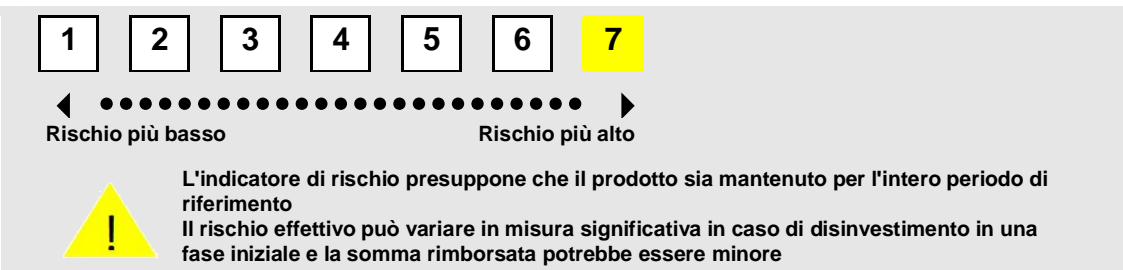 1 2 3 4 5 6 7
Rischio più basso Rischio più alto
L'indicatore di rischio presuppone che il prodotto sia mantenuto per l'intero periodo di
riferimento
Il rischio effettivo può variare in misura significativa in caso di disinvestimento in una
fase iniziale e la somma rimborsata potrebbe essere minore
!